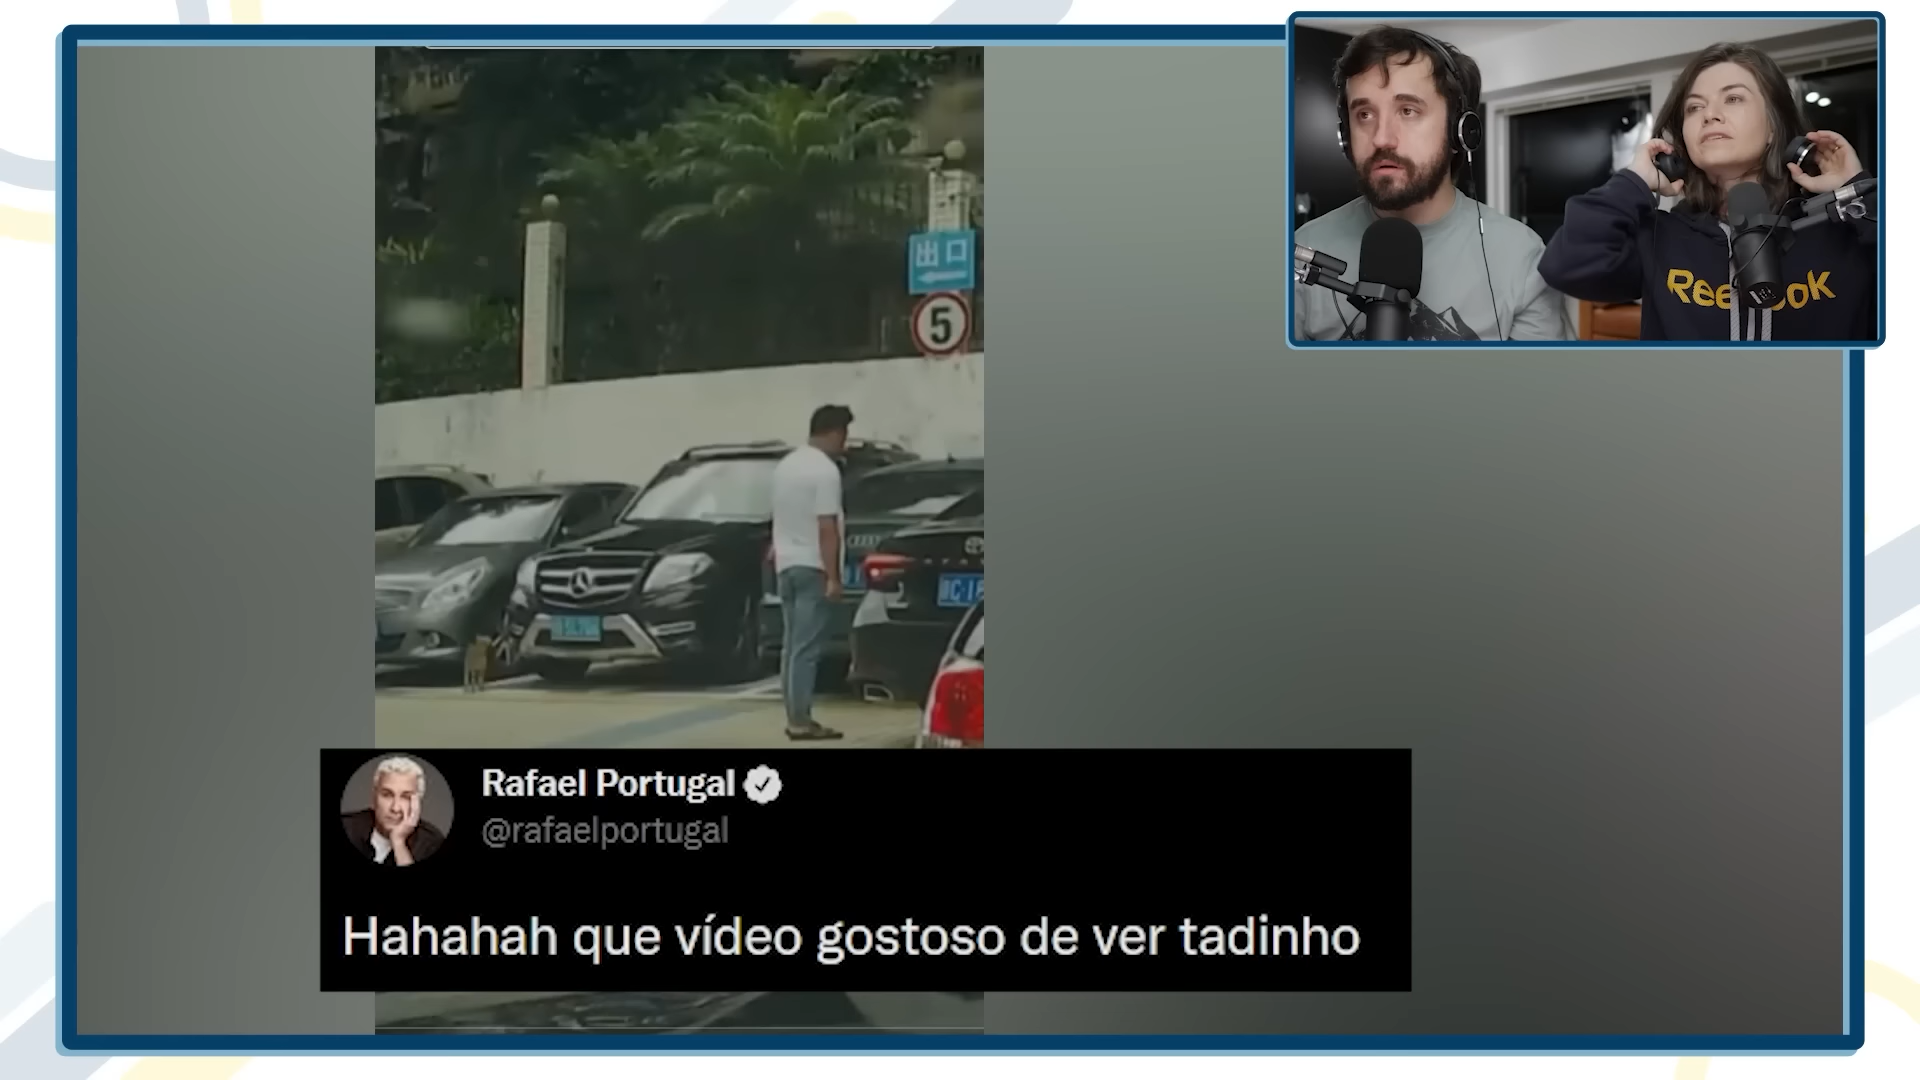 出口
5
Rafael Portugal
@rafaelportugal
Hahahah que vídeo gostoso de ver tadinho